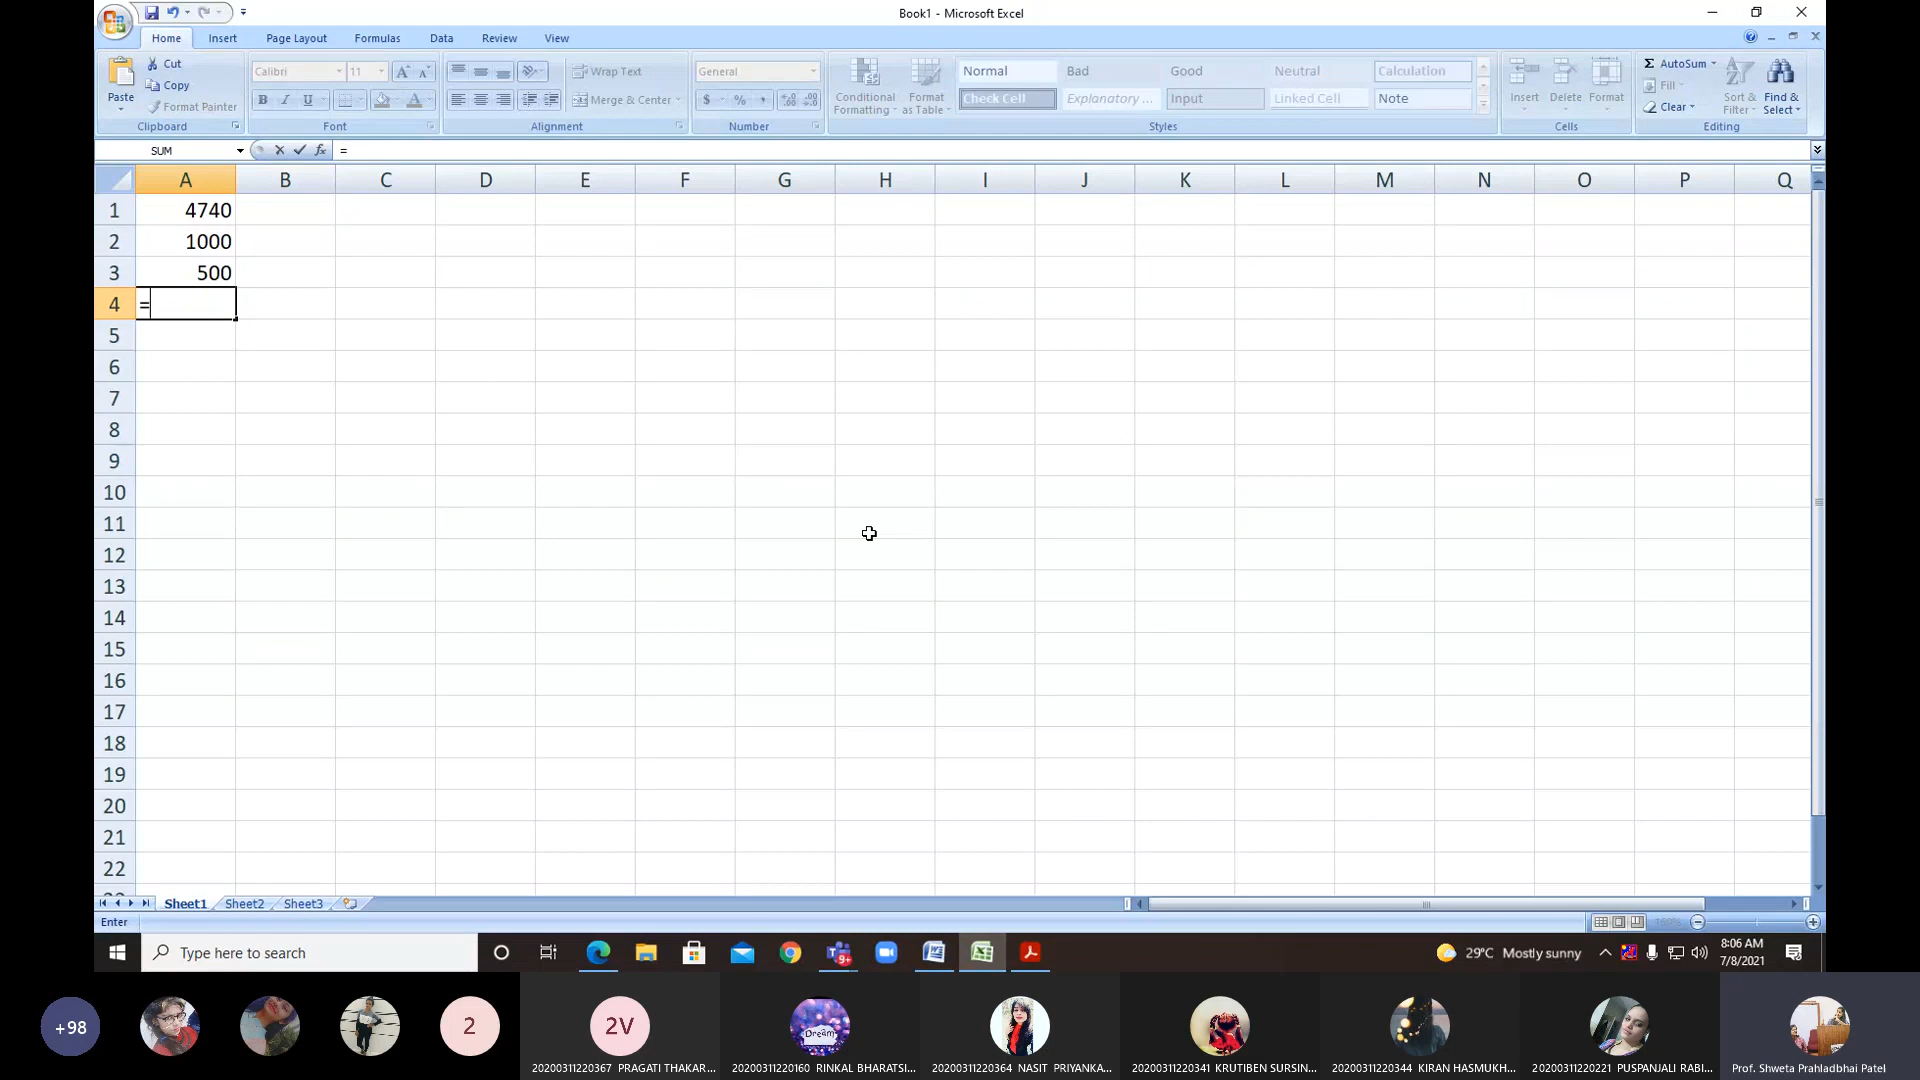 Book1 - Microsoft Excel
Home Insert Page Layout Formulas Data Review View
Paste
Cut
Copy
Format Painter
Clipboard
Calibri 11
B I U
Font
Wrap Text
Merge & Center
Alignment
General
$ % ,
Number
Conditional Formatting
Format as Table
Normal Bad Good Neutral Calculation
Check Cell Explanatory ... Input Linked Cell Note
Styles
Insert Delete Format
Cells
Σ AutoSum
Fill
Clear
Sort & Filter
Find & Select
Editing
SUM fx =
A B C D E F G H I J K L M N O P Q
1 4740
2 1000
3 500
4 =
5
6
7
8
9
10
11
12
13
14
15
16
17
18
19
20
21
22
Sheet1 Sheet2 Sheet3
Enter
Type here to search
9+
29°C Mostly sunny
8:06 AM
7/8/2021
+98
2
2V
Dream
20200311220367 PRAGATI THAKAR...
20200311220160 RINKAL BHARATSI...
20200311220364 NASIT PRIYANKA...
20200311220341 KRUTIBEN SURSIN...
20200311220344 KIRAN HASMUKH...
20200311220221 PUSPANJALI RABI...
Prof. Shweta Prahladbhai Patel